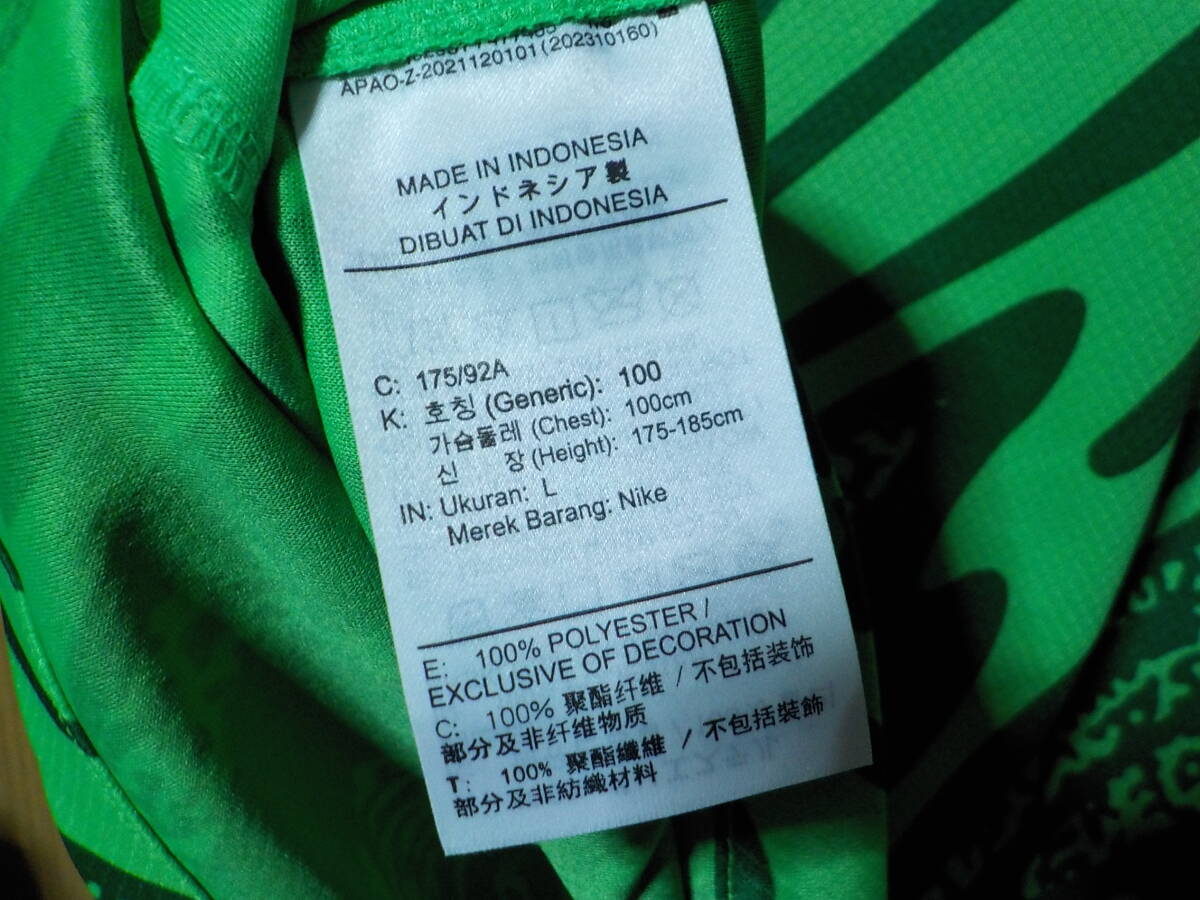 APAO-Z-2021120101(202310160)
MADE IN INDONESIA
インドネシア製
DIBUAT DI INDONESIA
C: 175/92A
K: 호칭 (Generic): 100
가슴둘레 (Chest): 100cm
신 장 (Height): 175-185cm
IN: Ukuran: L
Merek Barang: Nike
E: 100% POLYESTER /
EXCLUSIVE OF DECORATION
C: 100% 聚酯纤维 / 不包括装饰
部分及非纤维物质
T: 100% 聚酯纖維 / 不包括裝飾
部分及非紡織材料